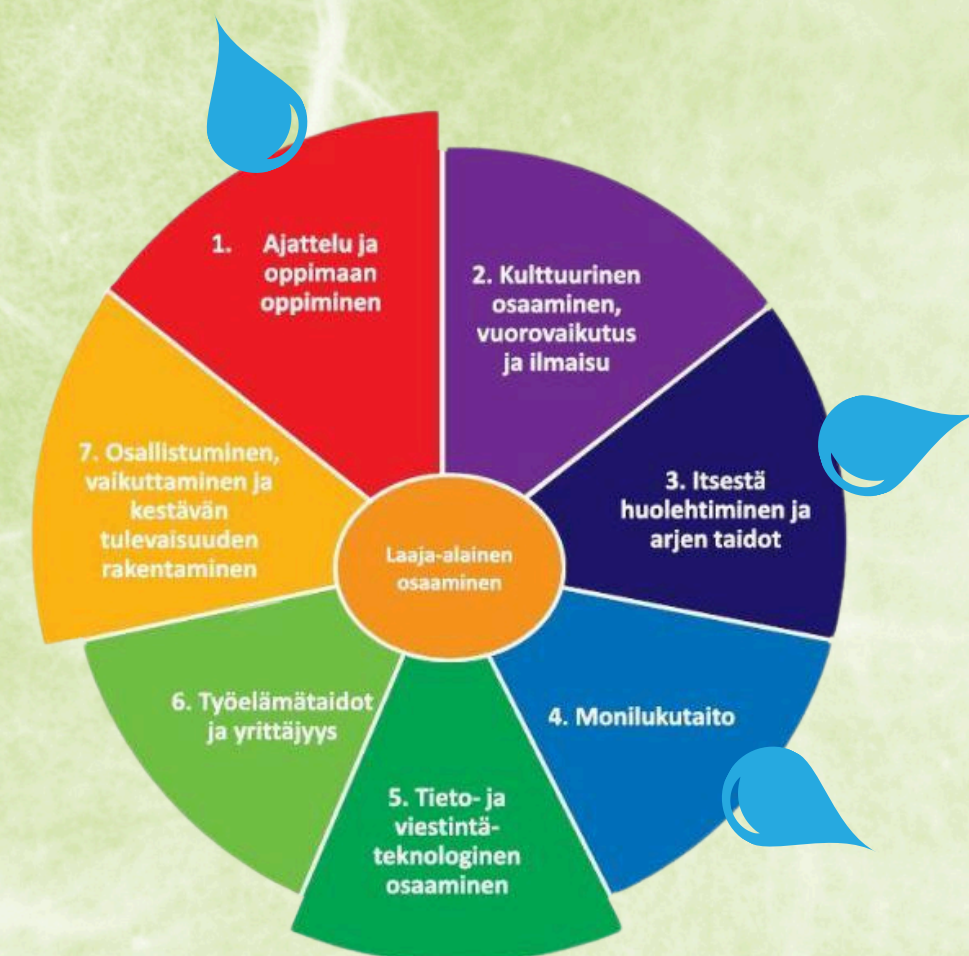 1. Ajattelu ja
oppimaan
oppiminen
2. Kulttuurinen
osaaminen,
vuorovaikutus
ja ilmaisu
3. Itsestä
huolehtiminen ja
arjen taidot
4. Monilukutaito
5. Tieto- ja
viestintä-
teknologinen
osaaminen
6. Työelämätaidot
ja yrittäjyys
7. Osallistuminen,
vaikuttaminen ja
kestävän
tulevaisuuden
rakentaminen
Laaja-alainen
osaaminen